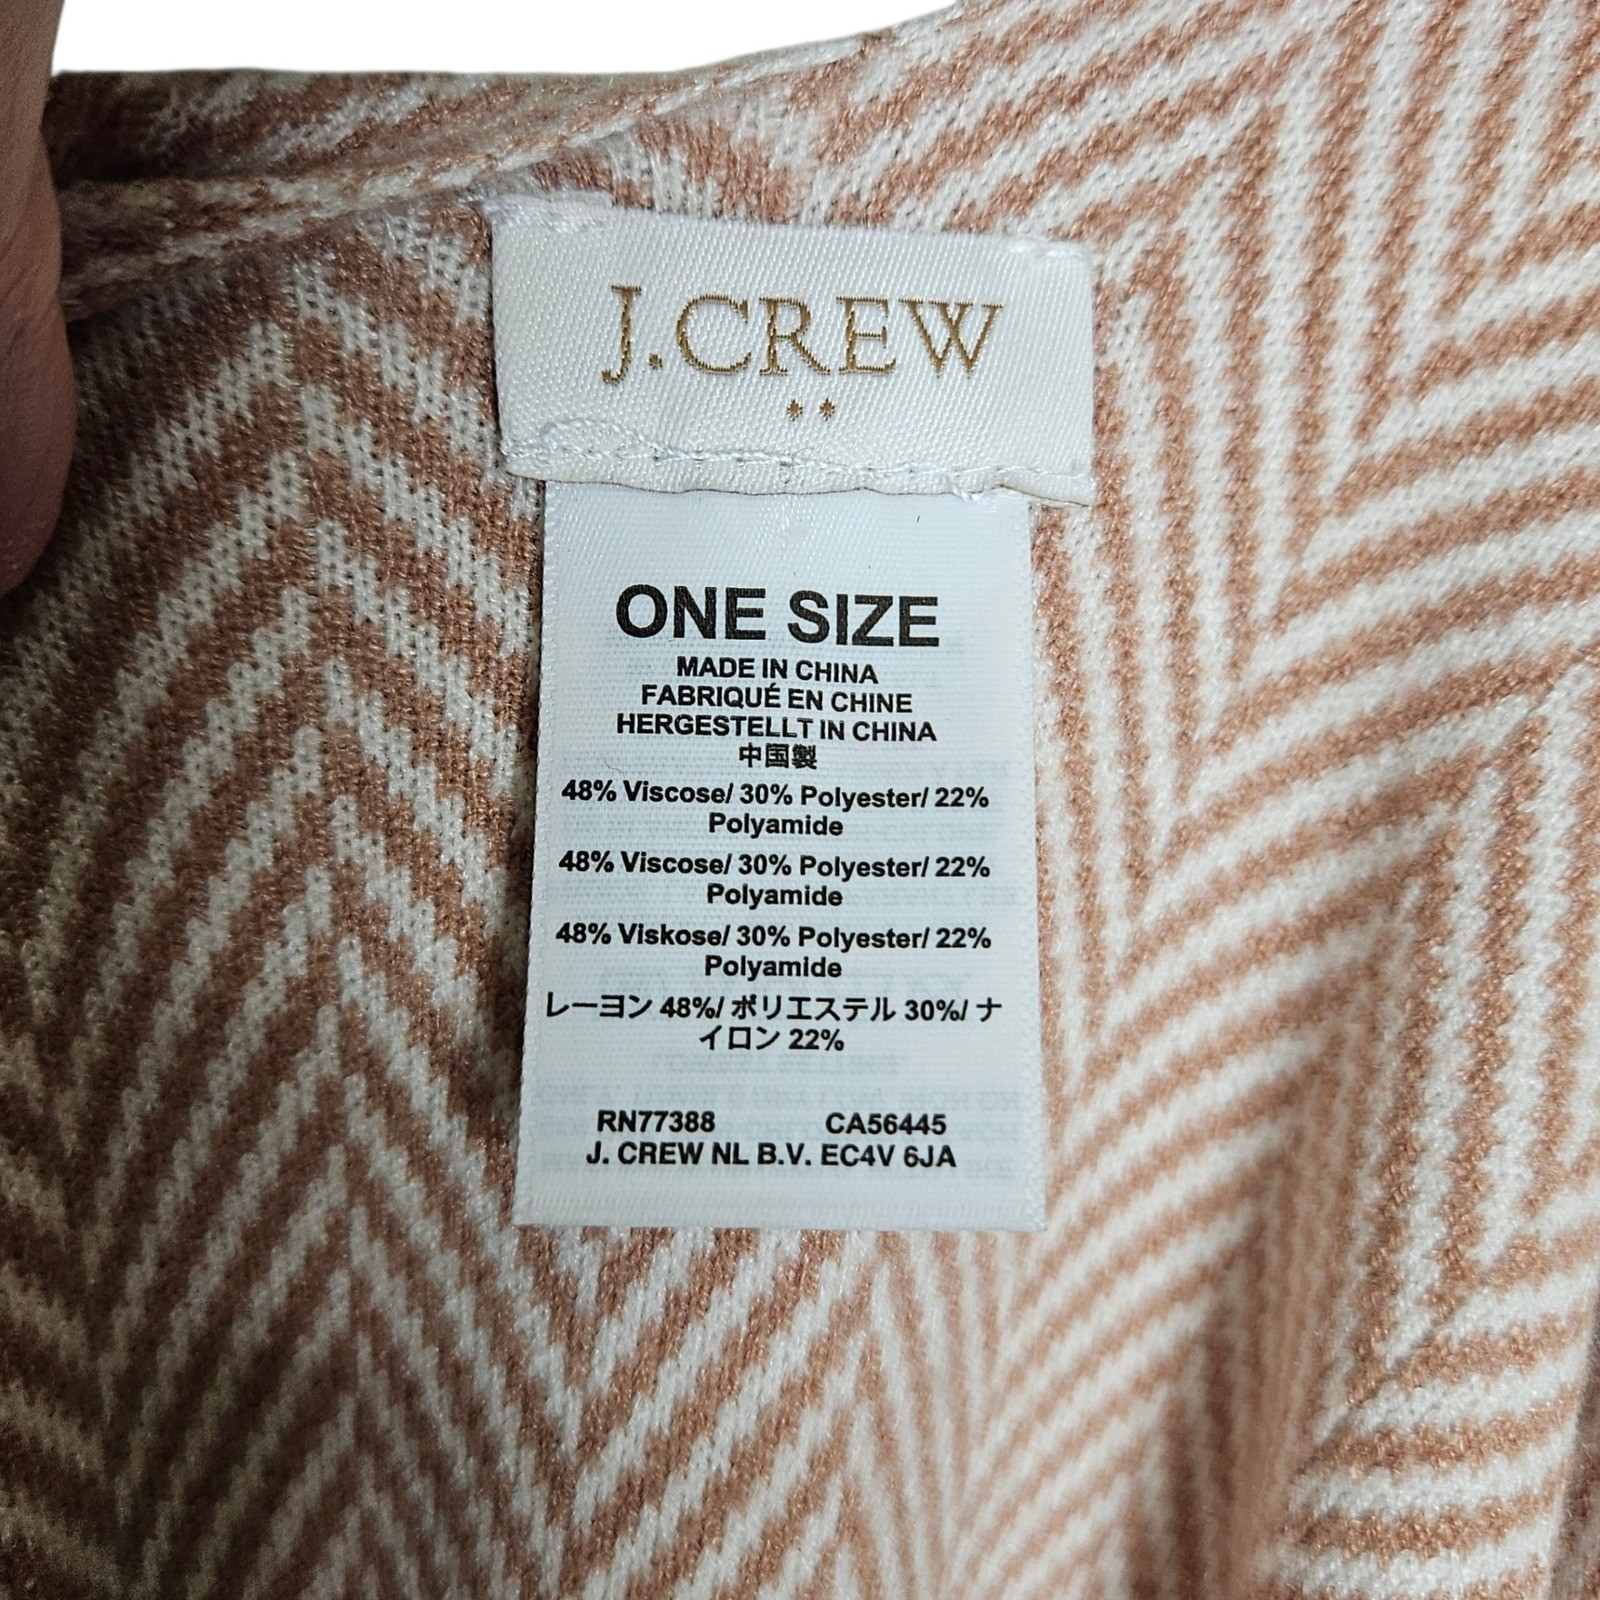 J.CREW
ONE SIZE
MADE IN CHINA
FABRIQUÉ EN CHINE
HERGESTELLT IN CHINA
中国製
48% Viscose/ 30% Polyester/ 22%
Polyamide
48% Viscose/ 30% Polyester/ 22%
Polyamide
48% Viskose/ 30% Polyester/ 22%
Polyamide
レーヨン 48%/ ポリエステル 30%/ ナ
イロン 22%
RN77388 CA56445
J. CREW NL B.V. EC4V 6JA